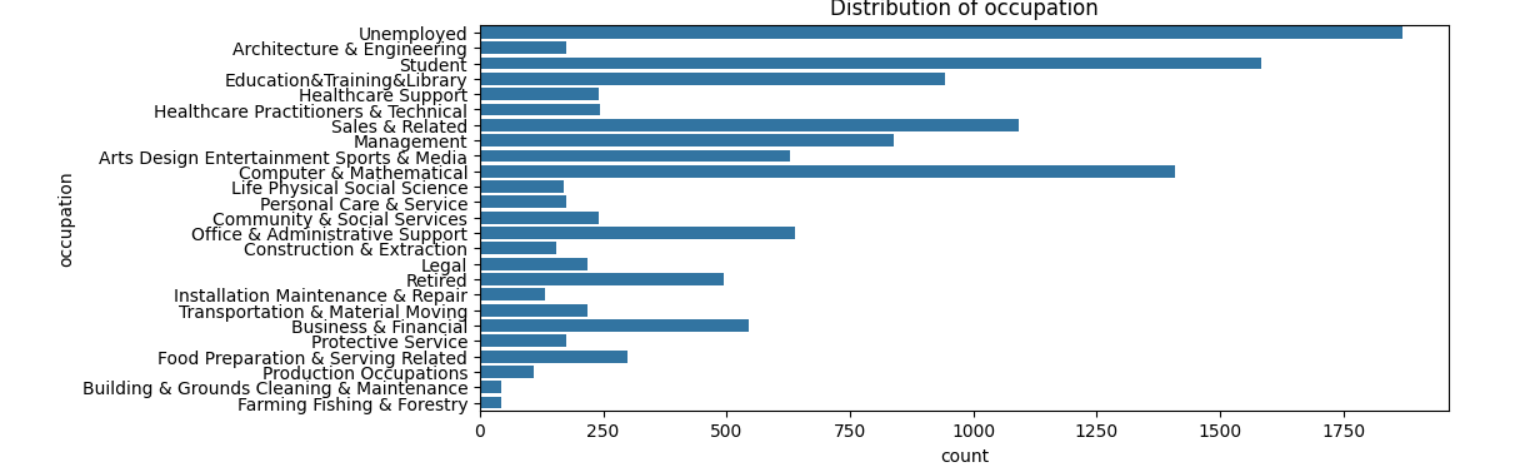 Distribution of occupation
Unemployed
Architecture & Engineering
Student
Education&Training&Library
Healthcare Support
Healthcare Practitioners & Technical
Sales & Related
Management
Arts Design Entertainment Sports & Media
Computer & Mathematical
Life Physical Social Science
Personal Care & Service
Community & Social Services
Office & Administrative Support
Construction & Extraction
Legal
Retired
Installation Maintenance & Repair
Transportation & Material Moving
Business & Financial
Protective Service
Food Preparation & Serving Related
Production Occupations
Building & Grounds Cleaning & Maintenance
Farming Fishing & Forestry
occupation
0 250 500 750 1000 1250 1500 1750
count